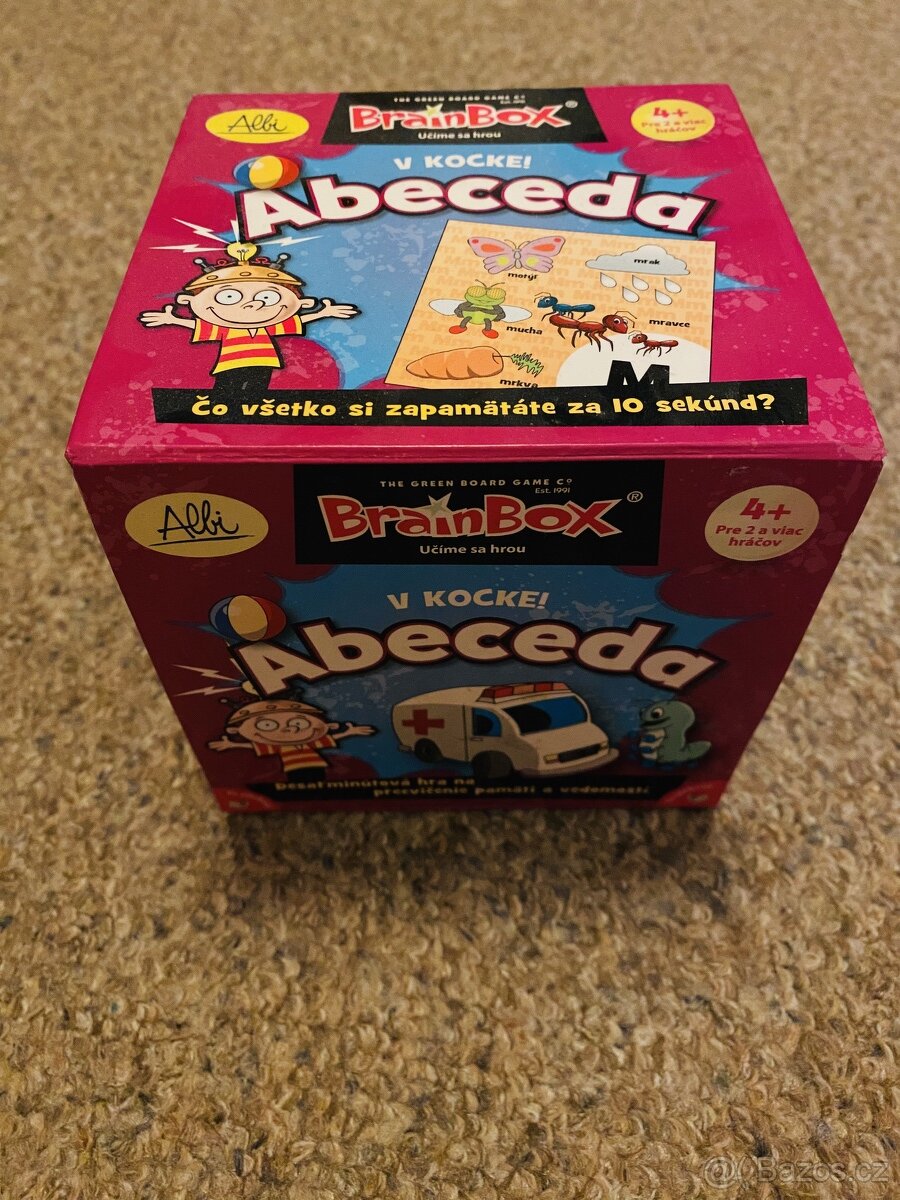 THE GREEN BOARD GAME Cº
Est. 1991
Albi
BrainBox®
4+
Učíme sa hrou
Pre 2 a viac
hráčov
V KOCKE!
Abeceda
motýľ
mrak
mucha
mravce
mrkva
M
Čo všetko si zapamätáte za 10 sekúnd?
THE GREEN BOARD GAME Cº
Est. 1991
Albi
BrainBox®
4+
Učíme sa hrou
Pre 2 a viac
hráčov
V KOCKE!
Abeceda
Desaťminútová hra na
precvičenie pamäti a vedomostí
Bazos.cz